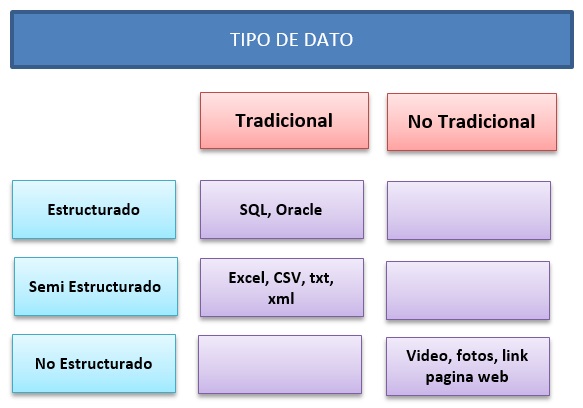 TIPO DE DATO
Tradicional
No Tradicional
Estructurado
SQL, Oracle
Semi Estructurado
Excel, CSV, txt,
xml
No Estructurado
Video, fotos, link
pagina web